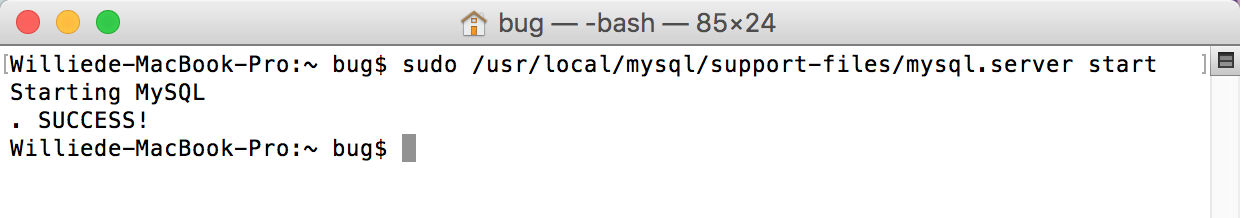 bug — -bash — 85×24
Williede-MacBook-Pro:~ bug$ sudo /usr/local/mysql/support-files/mysql.server start
Starting MySQL
. SUCCESS!
Williede-MacBook-Pro:~ bug$